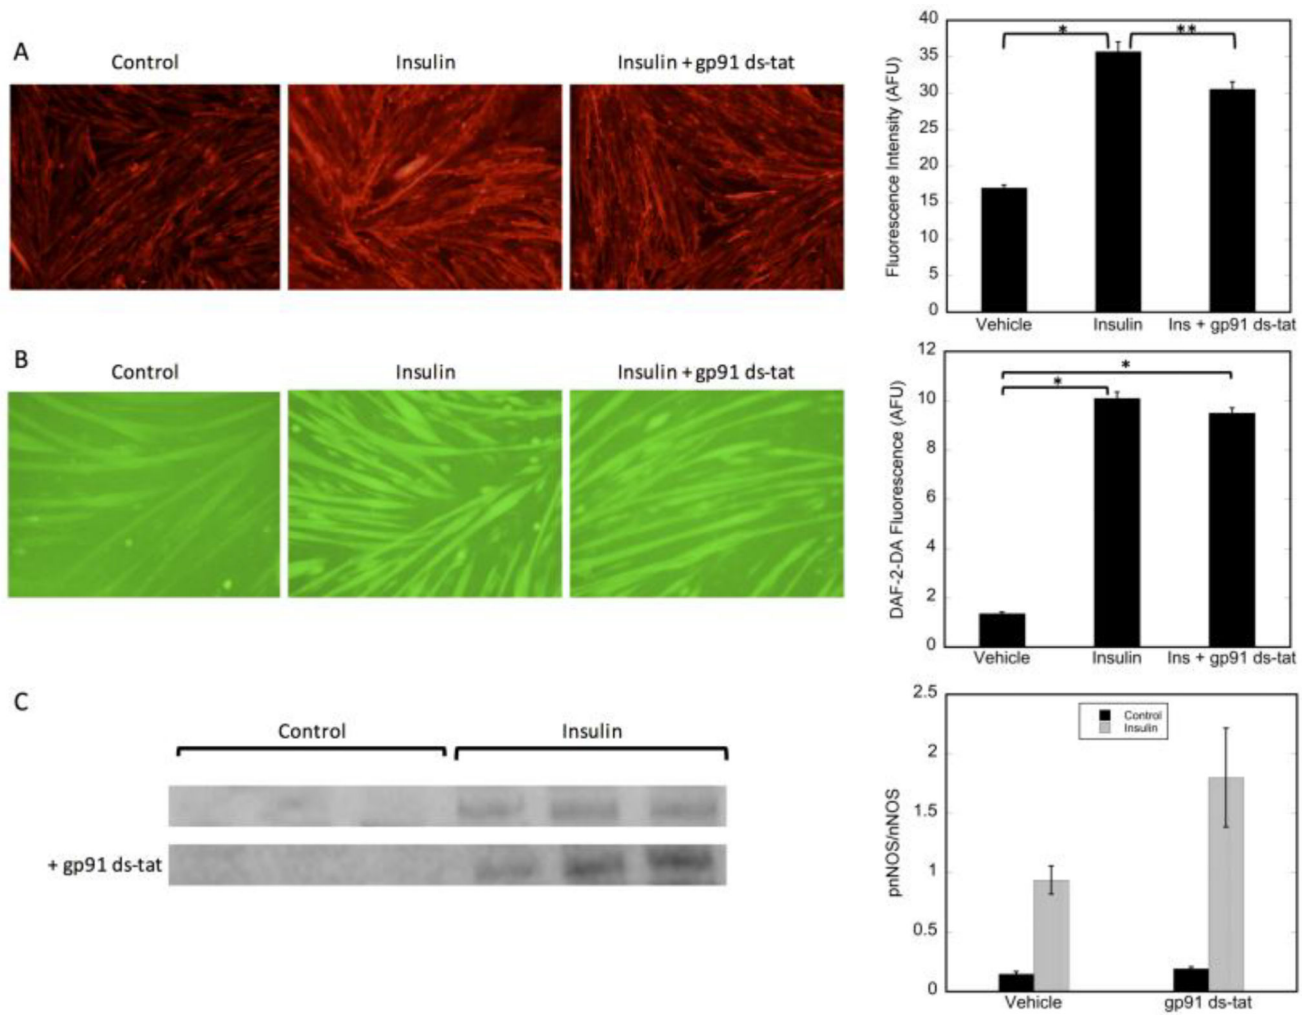 A
Control
Insulin
Insulin + gp91 ds-tat
Fluorescence Intensity (AFU)
40
35
30
25
20
15
10
5
0
*
**
Vehicle
Insulin
Ins + gp91 ds-tat
B
Control
Insulin
Insulin + gp91 ds-tat
DAF-2-DA Fluorescence (AFU)
12
10
8
6
4
2
0
*
*
Vehicle
Insulin
Ins + gp91 ds-tat
C
Control
Insulin
+ gp91 ds-tat
pnNOS/nNOS
2.5
2
1.5
1
0.5
0
Control
Insulin
Vehicle
gp91 ds-tat